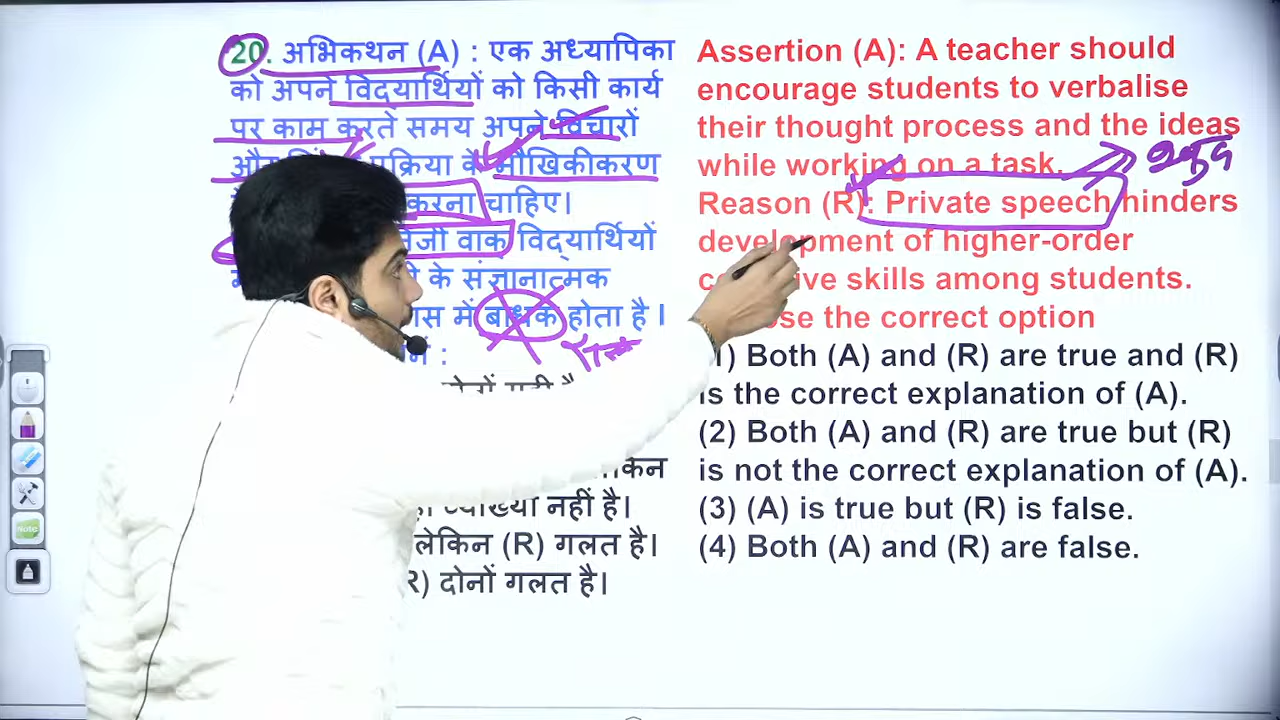 20. अभिकथन (A) : एक अध्यापिका
को अपने विद्यार्थियों को किसी कार्य
पर काम करते समय अपने विचारों
प्रक्रिया के मौखिकीकरण
करना चाहिए।
निजी वाक विद्यार्थियों
के संज्ञानात्मक
में बाधक होता है।
:
लेकिन
व्याख्या नहीं है।
लेकिन (R) गलत है।
दोनों गलत है।
Assertion (A): A teacher should
encourage students to verbalise
their thought process and the ideas
while working on a task.
Reason (R): Private speech hinders
development of higher-order
skills among students.
the correct option
1) Both (A) and (R) are true and (R)
is the correct explanation of (A).
(2) Both (A) and (R) are true but (R)
is not the correct explanation of (A).
(3) (A) is true but (R) is false.
(4) Both (A) and (R) are false.
Note